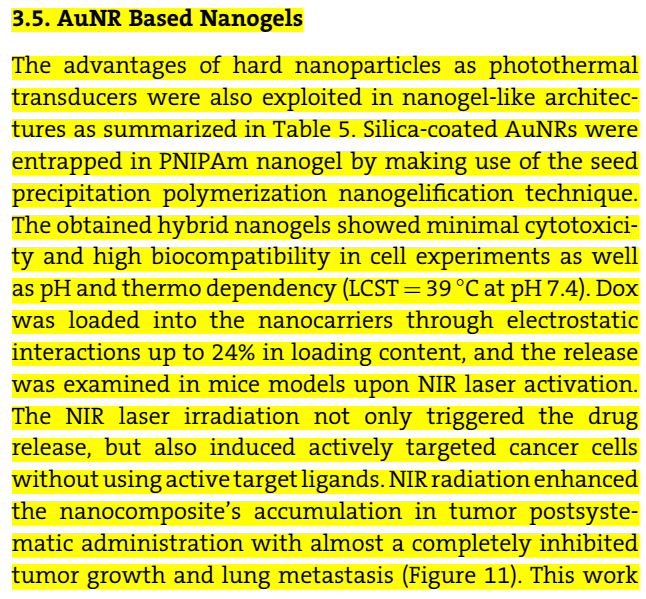 3.5. AuNR Based Nanogels
The advantages of hard nanoparticles as photothermal
transducers were also exploited in nanogel-like architec-
tures as summarized in Table 5. Silica-coated AuNRs were
entrapped in PNIPAm nanogel by making use of the seed
precipitation polymerization nanogelification technique.
The obtained hybrid nanogels showed minimal cytotoxici-
ty and high biocompatibility in cell experiments as well
as pH and thermo dependency (LCST = 39 °C at pH 7.4). Dox
was loaded into the nanocarriers through electrostatic
interactions up to 24% in loading content, and the release
was examined in mice models upon NIR laser activation.
The NIR laser irradiation not only triggered the drug
release, but also induced actively targeted cancer cells
without using active target ligands. NIR radiation enhanced
the nanocomposite's accumulation in tumor postsyste-
matic administration with almost a completely inhibited
tumor growth and lung metastasis (Figure 11). This work